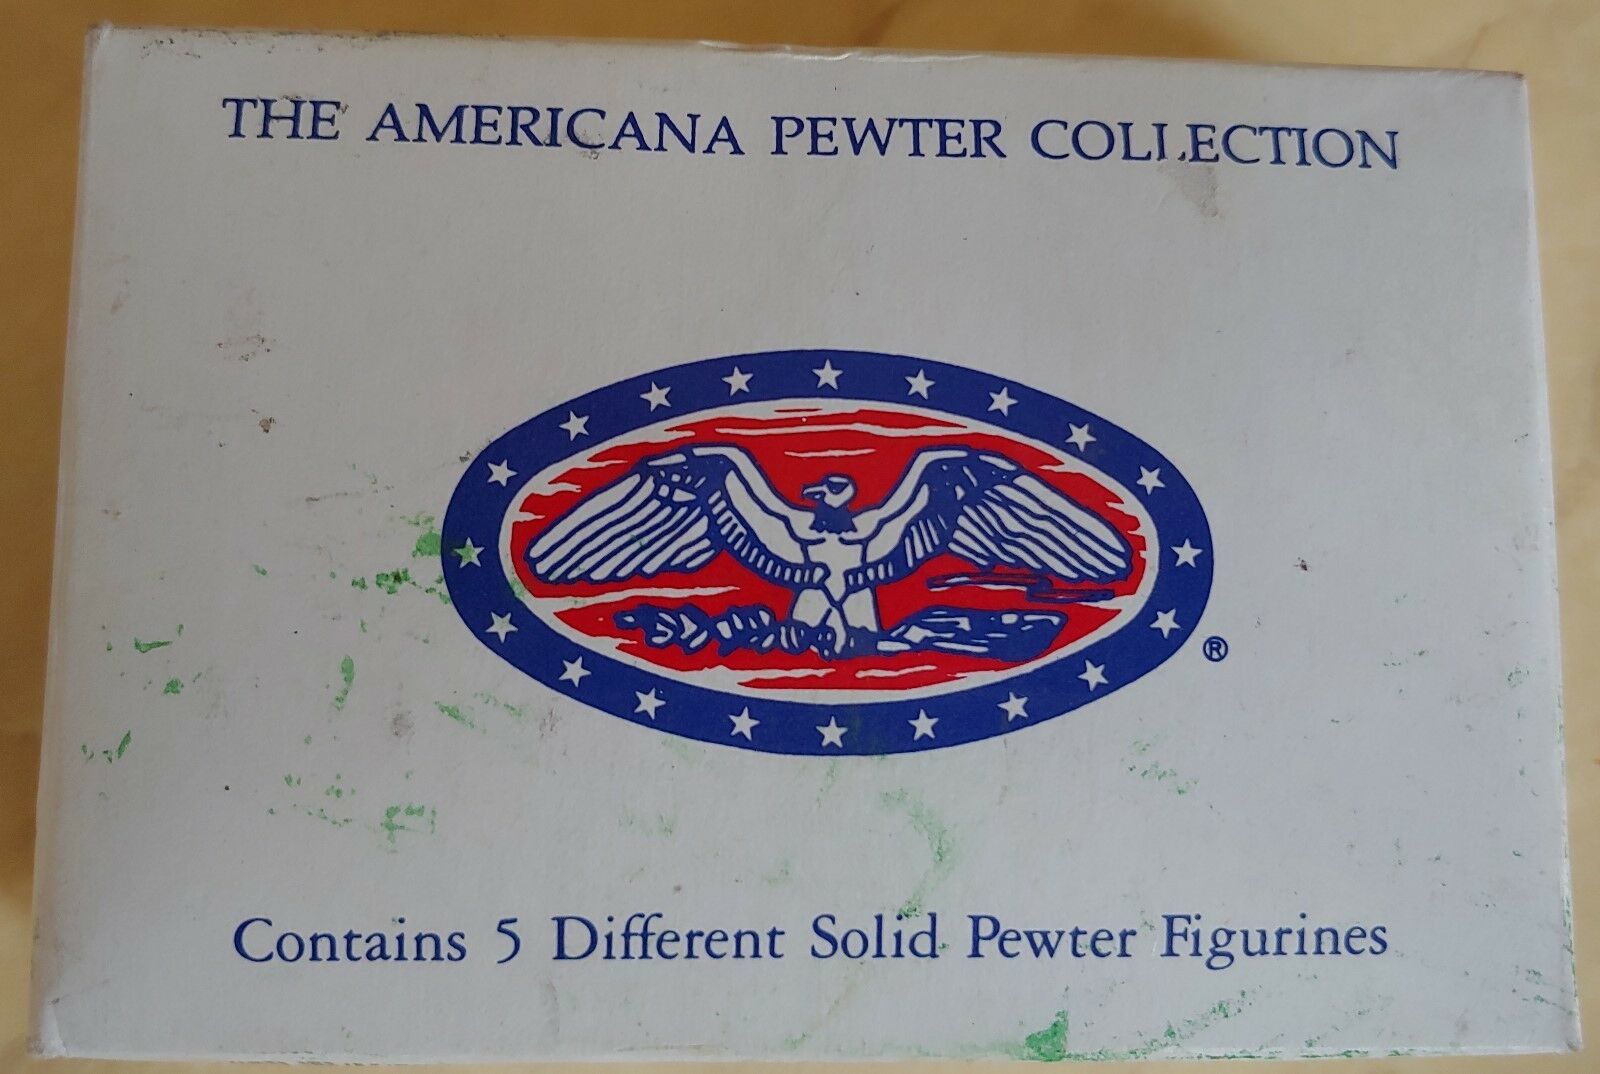 THE AMERICANA PEWTER COLLECTION
®
Contains 5 Different Solid Pewter Figurines